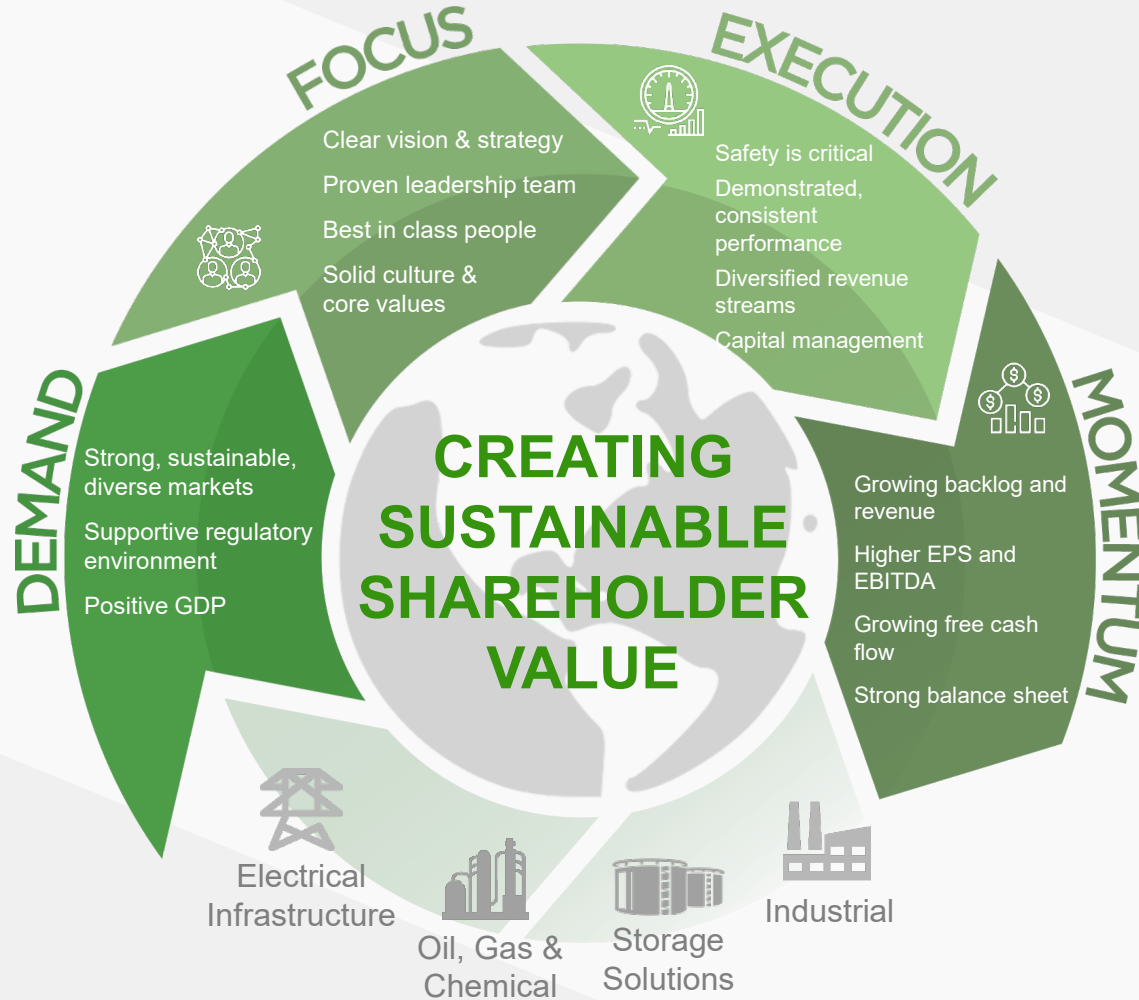 FOCUS
Clear vision & strategy
Proven leadership team
Best in class people
Solid culture &
core values
EXECUTION
Safety is critical
Demonstrated,
consistent
performance
Diversified revenue
streams
Capital management
DEMAND
Strong, sustainable,
diverse markets
Supportive regulatory
environment
Positive GDP
CREATING
SUSTAINABLE
SHAREHOLDER
VALUE
MOMENTUM
$
$
$
Growing backlog and
revenue
Higher EPS and
EBITDA
Growing free cash
flow
Strong balance sheet
Electrical
Infrastructure
Oil, Gas &
Chemical
Storage
Solutions
Industrial